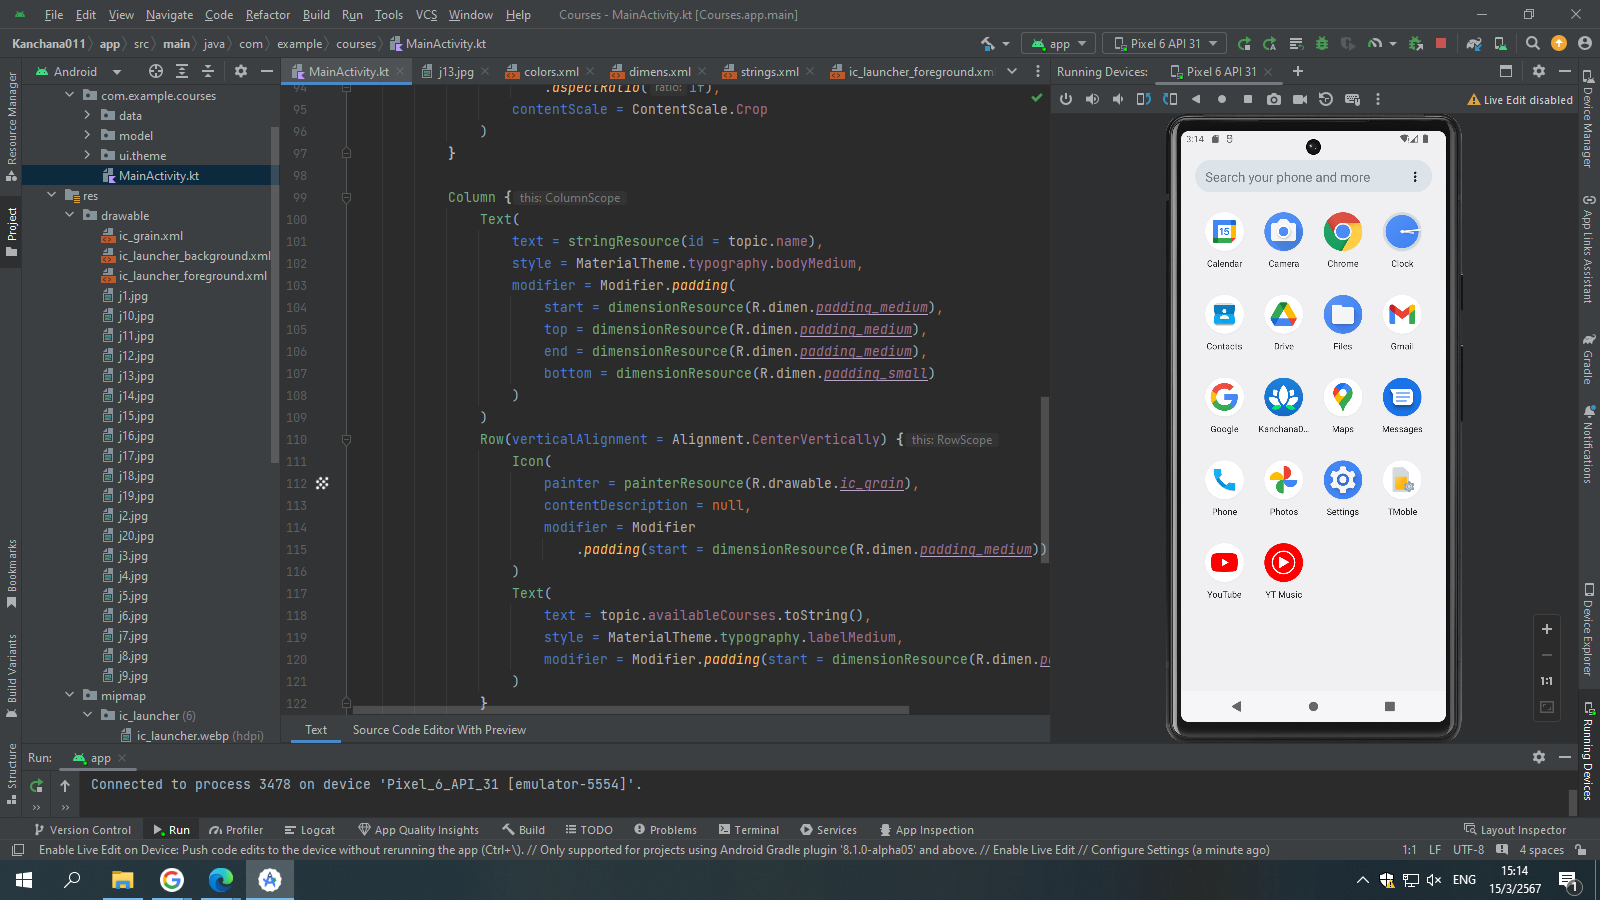 File Edit View Navigate Code Refactor Build Run Tools VCS Window Help Courses - MainActivity.kt [Courses.app.main]
Kanchana011 app src main java com example courses MainActivity.kt app Pixel 6 API 31
Android MainActivity.kt j13.jpg colors.xml dimens.xml strings.xml ic_launcher_foreground.xml Running Devices: Pixel 6 API 31
Live Edit disabled
Resource Manager
Project
Bookmarks
Build Variants
Structure
com.example.courses
data
model
ui.theme
MainActivity.kt
res
drawable
ic_grain.xml
ic_launcher_background.xml
ic_launcher_foreground.xml
j1.jpg
j10.jpg
j11.jpg
j12.jpg
j13.jpg
j14.jpg
j15.jpg
j16.jpg
j17.jpg
j18.jpg
j19.jpg
j2.jpg
j20.jpg
j3.jpg
j4.jpg
j5.jpg
j6.jpg
j7.jpg
j8.jpg
j9.jpg
mipmap
ic_launcher (6)
ic_launcher.webp (hdpi)
94 .aspectRatio( ratio: 1f),
95 contentScale = ContentScale.Crop
96 )
97 }
98
99 Column { this: ColumnScope
100 Text(
101 text = stringResource(id = topic.name),
102 style = MaterialTheme.typography.bodyMedium,
103 modifier = Modifier.padding(
104 start = dimensionResource(R.dimen.padding_medium),
105 top = dimensionResource(R.dimen.padding_medium),
106 end = dimensionResource(R.dimen.padding_medium),
107 bottom = dimensionResource(R.dimen.padding_small)
108 )
109 )
110 Row(verticalAlignment = Alignment.CenterVertically) { this: RowScope
111 Icon(
112 painter = painterResource(R.drawable.ic_grain),
113 contentDescription = null,
114 modifier = Modifier
115 .padding(start = dimensionResource(R.dimen.padding_medium))
116 )
117 Text(
118 text = topic.availableCourses.toString(),
119 style = MaterialTheme.typography.labelMedium,
120 modifier = Modifier.padding(start = dimensionResource(R.dimen.pa
121 )
122 }
Text Source Code Editor With Preview
3:14
Search your phone and more
15
Calendar Camera Chrome Clock
Contacts Drive Files Gmail
Google KanchanaD... Maps Messages
Phone Photos Settings TMoble
YouTube YT Music
1:1
Device Manager
App Links Assistant
Gradle
Notifications
Device Explorer
Running Devices
Run: app
Connected to process 3478 on device 'Pixel_6_API_31 [emulator-5554]'.
Version Control Run Profiler Logcat App Quality Insights Build TODO Problems Terminal Services App Inspection Layout Inspector
Enable Live Edit on Device: Push code edits to the device without rerunning the app (Ctrl+\). // Only supported for projects using Android Gradle plugin '8.1.0-alpha05' and above. // Enable Live Edit // Configure Settings (a minute ago) 1:1 LF UTF-8 4 spaces
ENG 15:14
15/3/2567
1